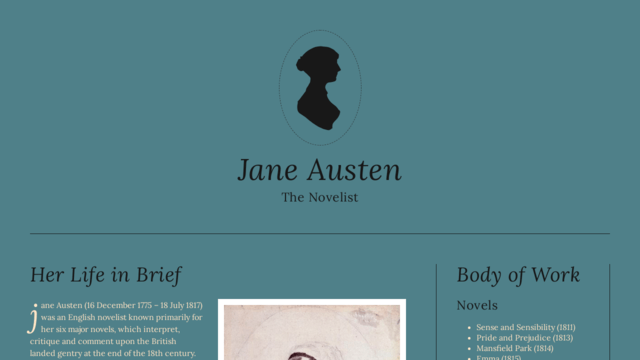 Jane Austen
The Novelist
Her Life in Brief
jane Austen (16 December 1775 – 18 July 1817)
was an English novelist known primarily for
her six major novels, which interpret,
critique and comment upon the British
landed gentry at the end of the 18th century.
Body of Work
Novels
Sense and Sensibility (1811)
Pride and Prejudice (1813)
Mansfield Park (1814)
Emma (1815)